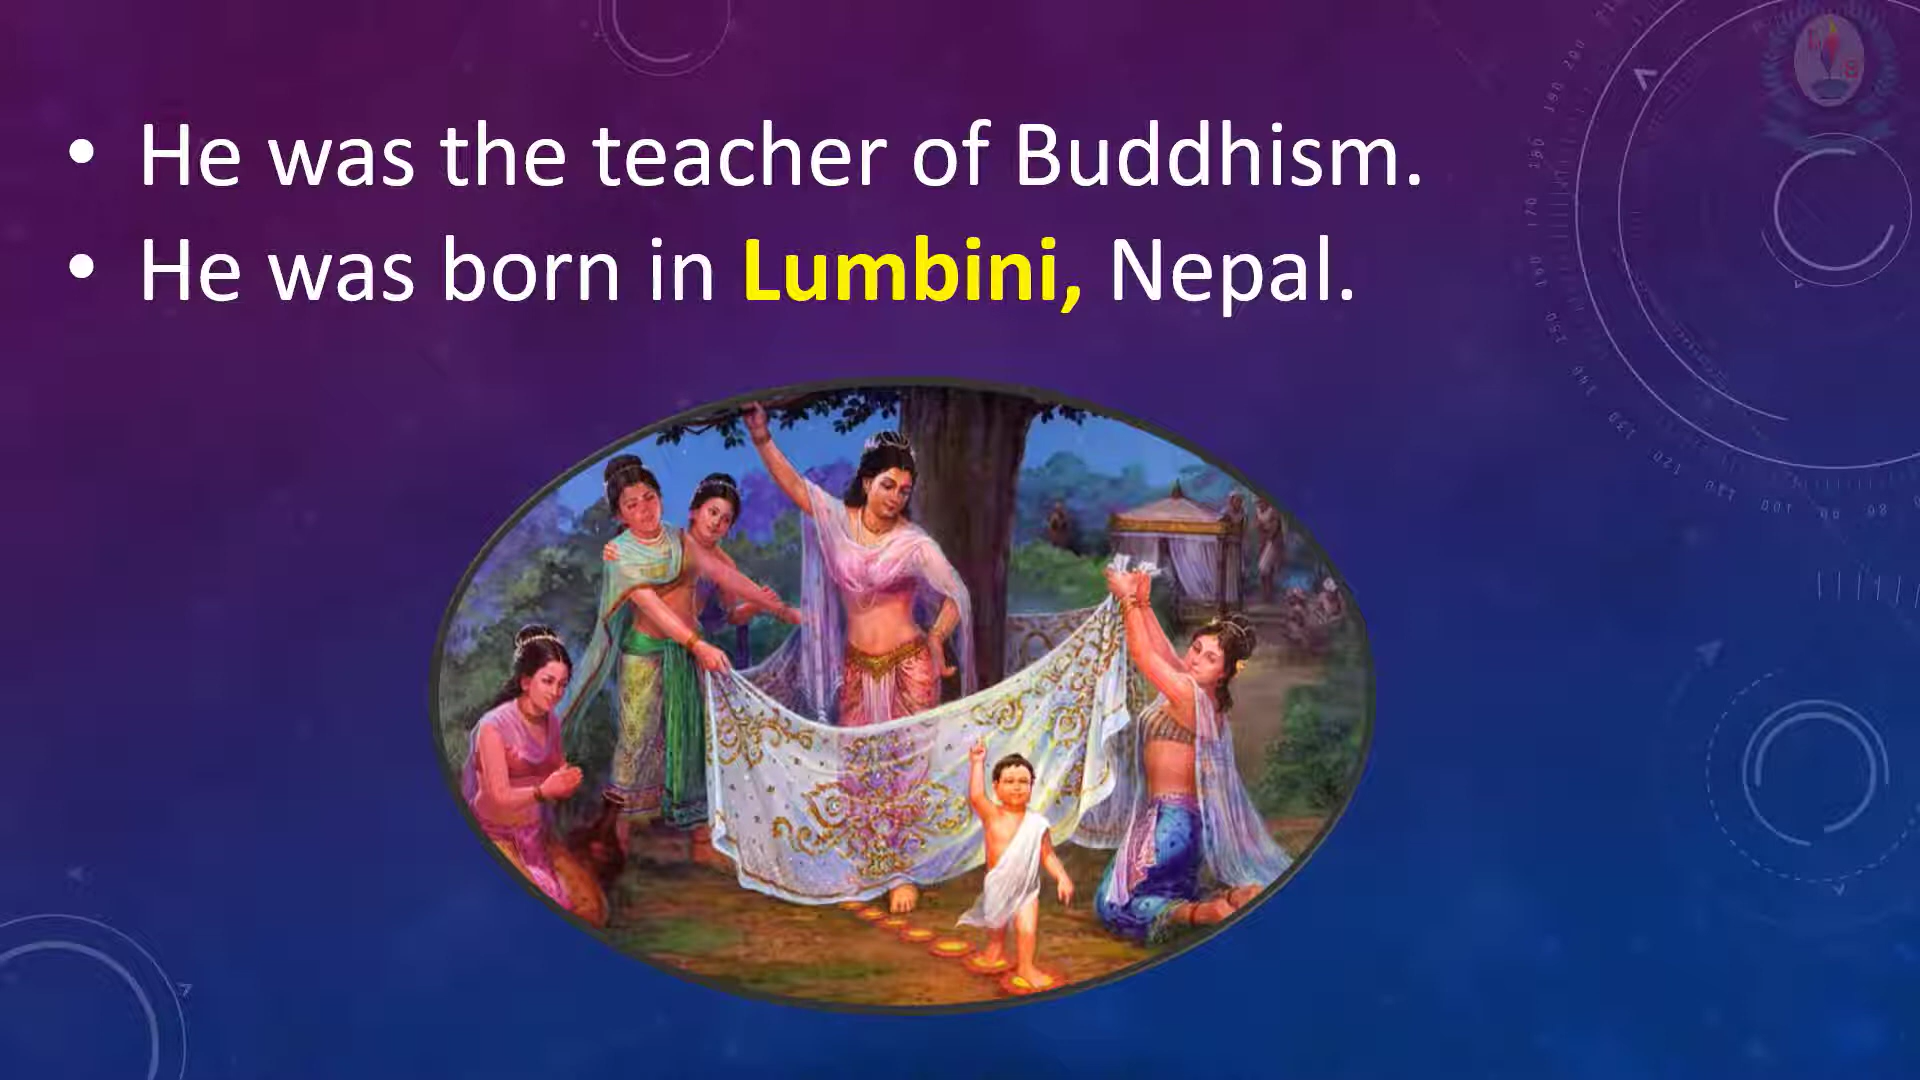 • He was the teacher of Buddhism.
• He was born in Lumbini, Nepal.